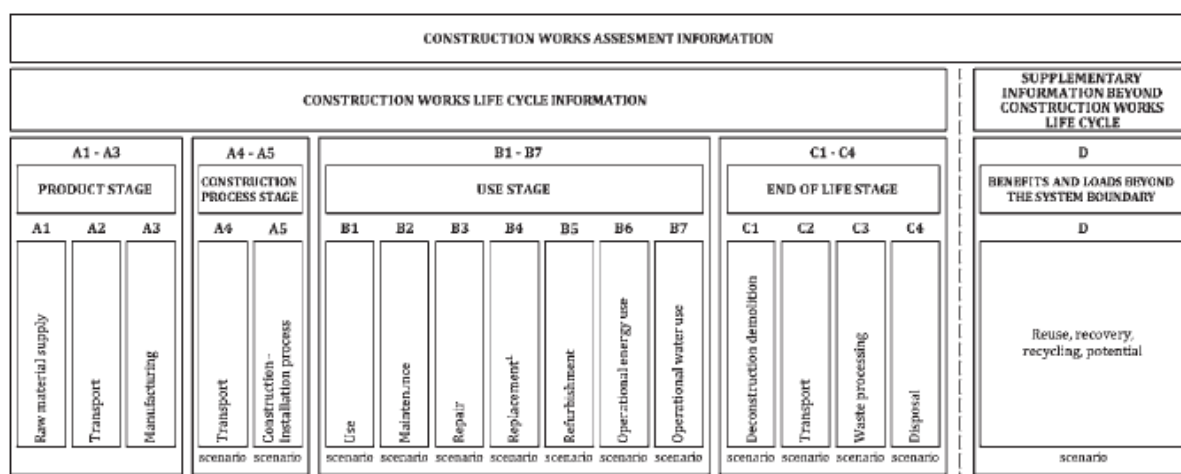 CONSTRUCTION WORKS ASSESMENT INFORMATION
CONSTRUCTION WORKS LIFE CYCLE INFORMATION
SUPPLEMENTARY
INFORMATION BEYOND
CONSTRUCTION WORKS
LIFE CYCLE
A1 - A3
PRODUCT STAGE
A1 A2 A3
Raw material supply
Transport
Manufacturing
A4 - A5
CONSTRUCTION
PROCESS STAGE
A4 A5
Transport
Construction -
Installation process
scenario scenario
B1 - B7
USE STAGE
B1 B2 B3 B4 B5 B6 B7
Use
Maintenance
Repair
Replacement¹
Refurbishment
Operational energy use
Operational water use
scenario scenario scenario scenario scenario scenario scenario
C1 - C4
END OF LIFE STAGE
C1 C2 C3 C4
Deconstruction demolition
Transport
Waste processing
Disposal
scenario scenario scenario scenario
D
BENEFITS AND LOADS BEYOND
THE SYSTEM BOUNDARY
D
Reuse, recovery,
recycling, potential
scenario